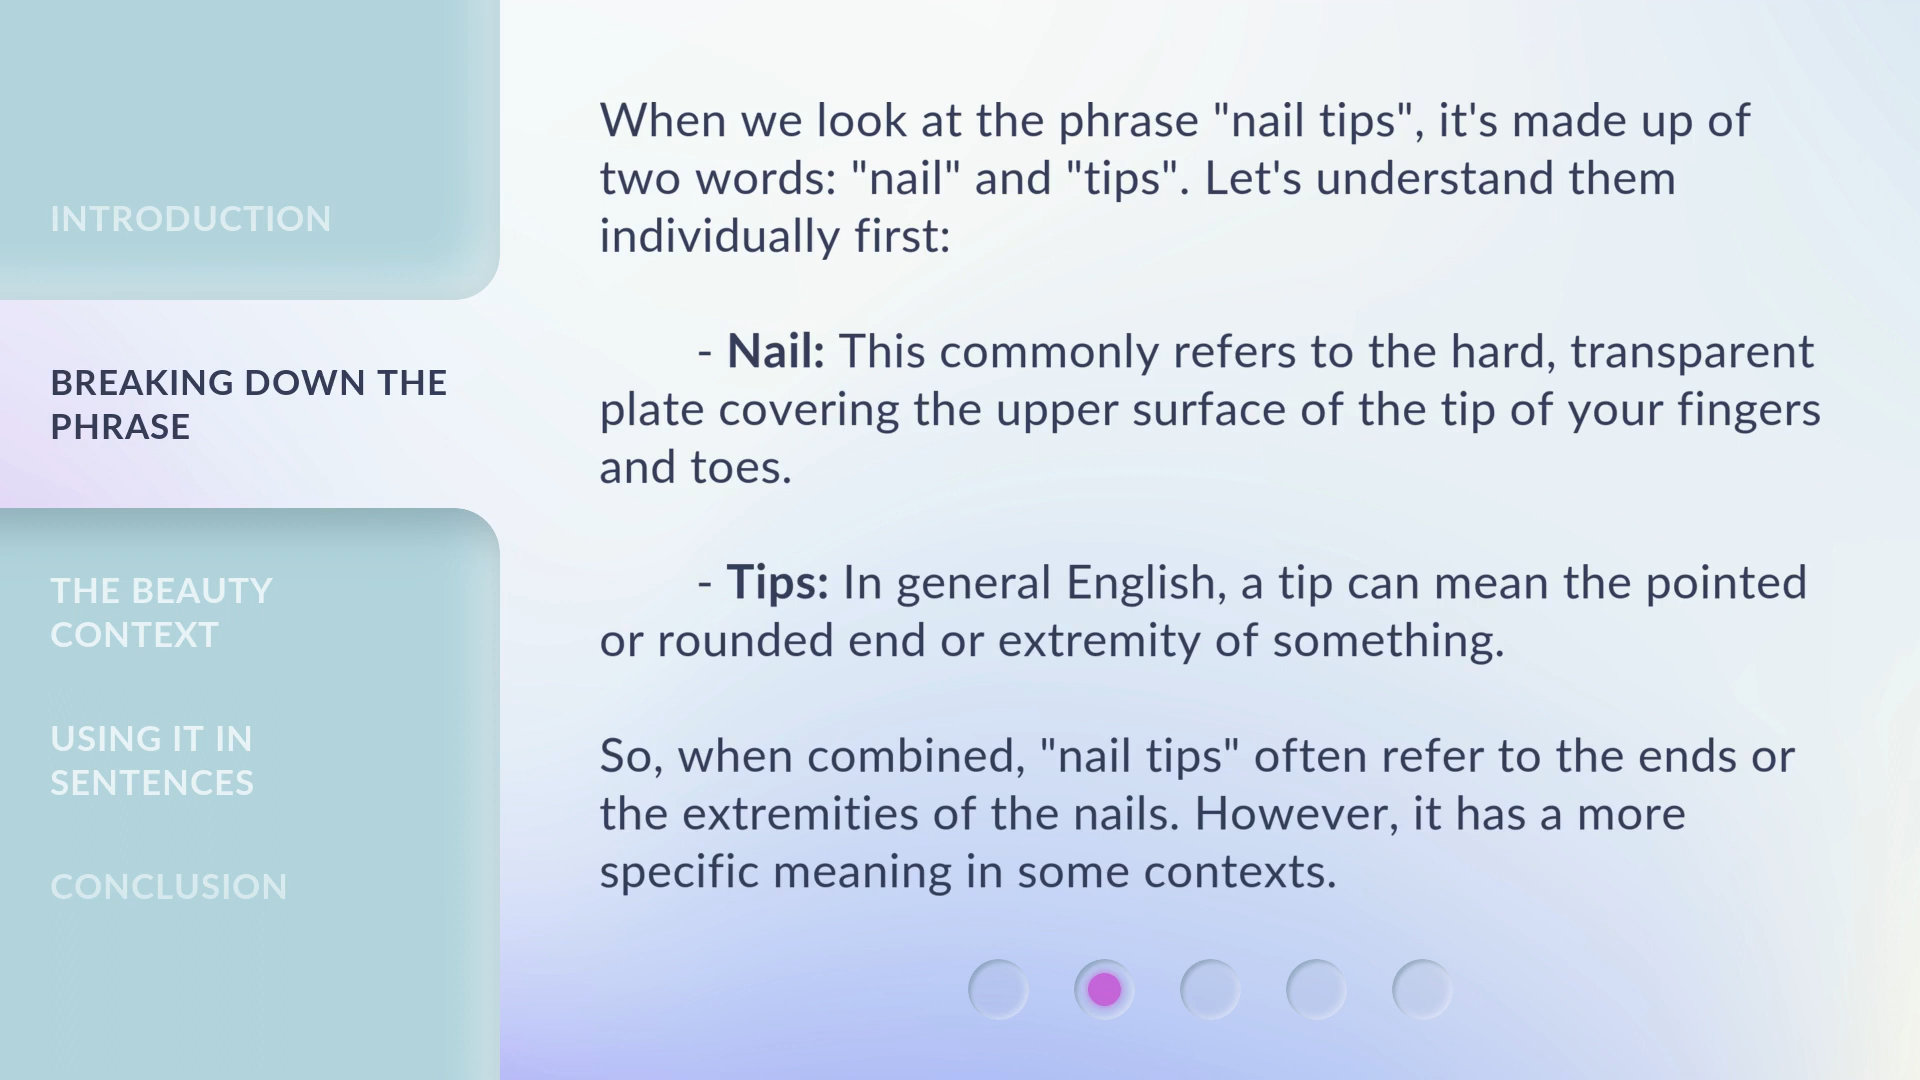 INTRODUCTION
BREAKING DOWN THE
PHRASE
THE BEAUTY
CONTEXT
USING IT IN
SENTENCES
CONCLUSION
When we look at the phrase "nail tips", it's made up of
two words: "nail" and "tips". Let's understand them
individually first:
- Nail: This commonly refers to the hard, transparent
plate covering the upper surface of the tip of your fingers
and toes.
- Tips: In general English, a tip can mean the pointed
or rounded end or extremity of something.
So, when combined, "nail tips" often refer to the ends or
the extremities of the nails. However, it has a more
specific meaning in some contexts.